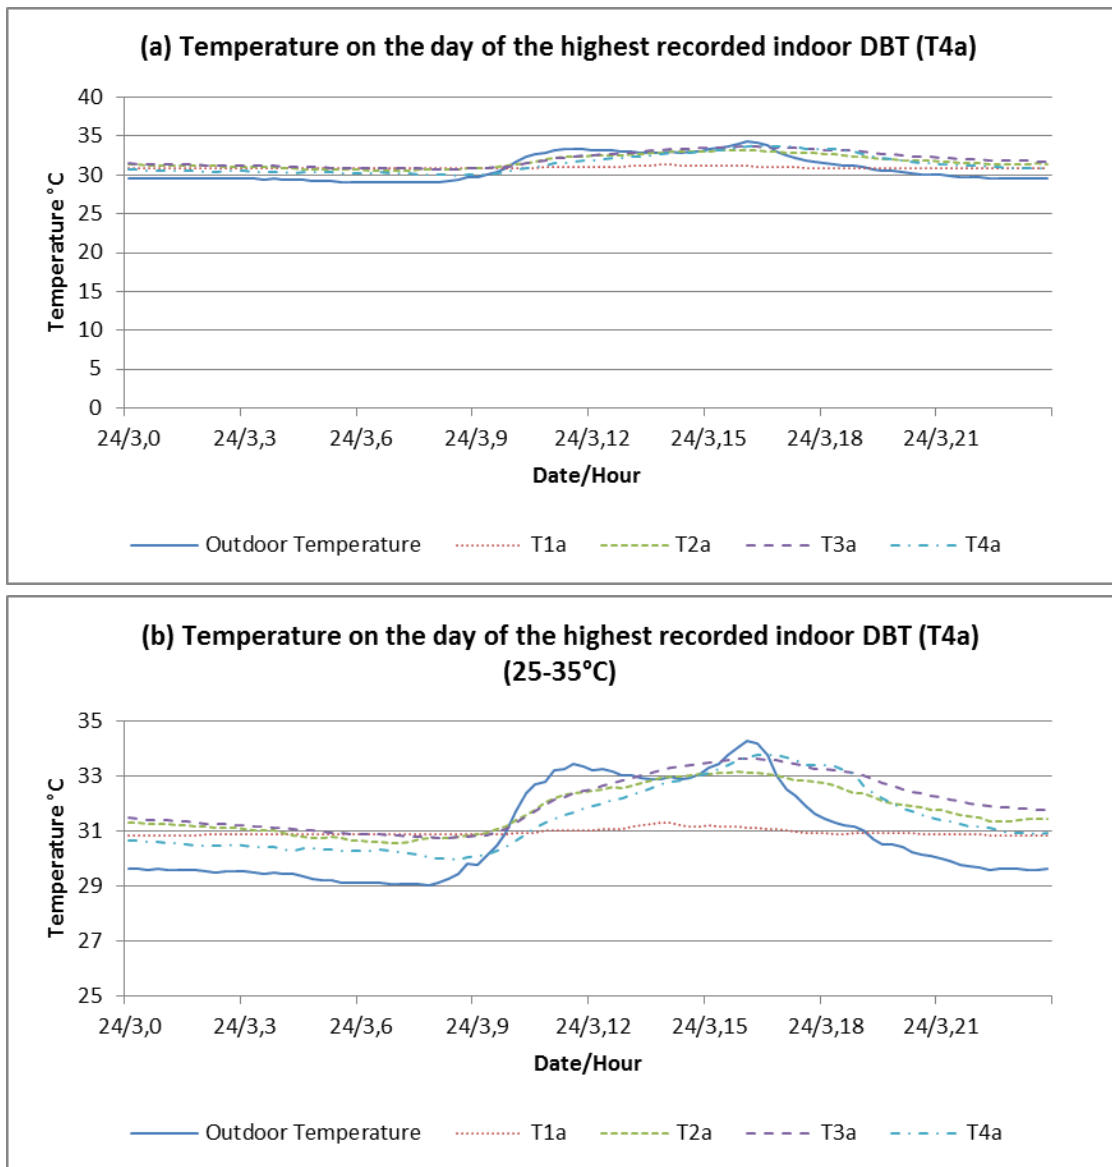 (a) Temperature on the day of the highest recorded indoor DBT (T4a)
40
35
30
25
20
15
10
5
0
Temperature °C
24/3,0 24/3,3 24/3,6 24/3,9 24/3,12 24/3,15 24/3,18 24/3,21
Date/Hour
Outdoor Temperature T1a T2a T3a T4a
(b) Temperature on the day of the highest recorded indoor DBT (T4a)
(25-35°C)
35
33
31
29
27
25
Temperature °C
24/3,0 24/3,3 24/3,6 24/3,9 24/3,12 24/3,15 24/3,18 24/3,21
Date/Hour
Outdoor Temperature T1a T2a T3a T4a